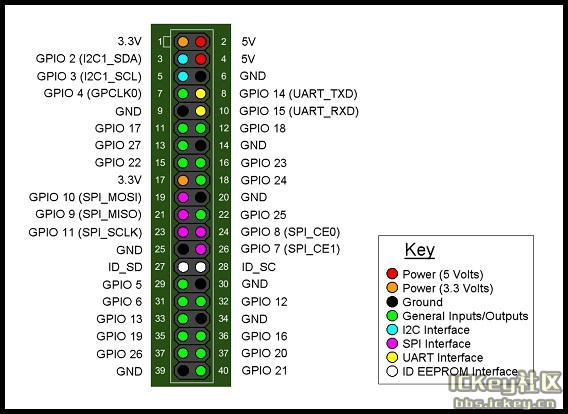 3.3V 1 2 5V
GPIO 2 (I2C1_SDA) 3 4 5V
GPIO 3 (I2C1_SCL) 5 6 GND
GPIO 4 (GPCLK0) 7 8 GPIO 14 (UART_TXD)
GND 9 10 GPIO 15 (UART_RXD)
GPIO 17 11 12 GPIO 18
GPIO 27 13 14 GND
GPIO 22 15 16 GPIO 23
3.3V 17 18 GPIO 24
GPIO 10 (SPI_MOSI) 19 20 GND
GPIO 9 (SPI_MISO) 21 22 GPIO 25
GPIO 11 (SPI_SCLK) 23 24 GPIO 8 (SPI_CE0)
GND 25 26 GPIO 7 (SPI_CE1)
ID_SD 27 28 ID_SC
GPIO 5 29 30 GND
GPIO 6 31 32 GPIO 12
GPIO 13 33 34 GND
GPIO 19 35 36 GPIO 16
GPIO 26 37 37 GPIO 20
GND 39 40 GPIO 21
Key
Power (5 Volts)
Power (3.3 Volts)
Ground
General Inputs/Outputs
I2C Interface
SPI Interface
UART Interface
ID EEPROM Interface
ICkey社区
bbs.ickey.cn